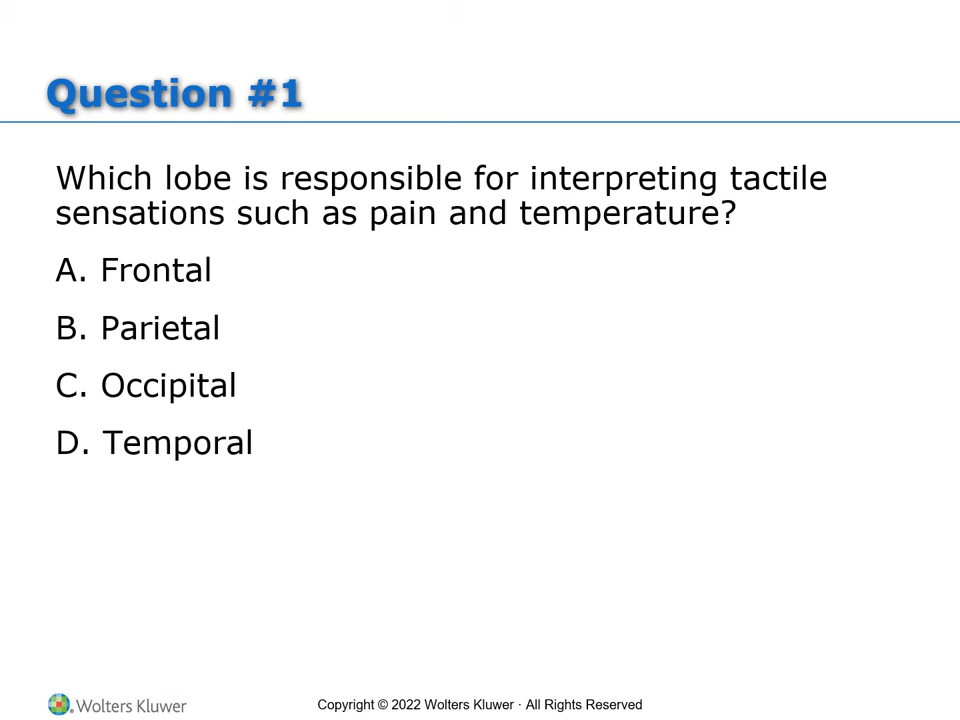 Question #1
Which lobe is responsible for interpreting tactile
sensations such as pain and temperature?
A. Frontal
B. Parietal
C. Occipital
D. Temporal
Wolters Kluwer
Copyright © 2022 Wolters Kluwer · All Rights Reserved